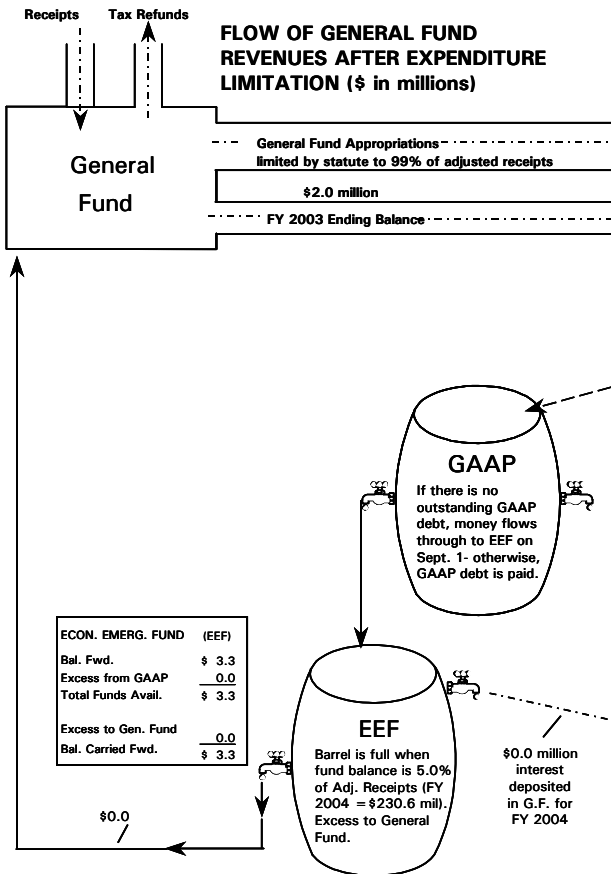 Receipts
Tax Refunds
FLOW OF GENERAL FUND
REVENUES AFTER EXPENDITURE
LIMITATION ($ in millions)
General
Fund
General Fund Appropriations
limited by statute to 99% of adjusted receipts
$2.0 million
FY 2003 Ending Balance
GAAP
If there is no
outstanding GAAP
debt, money flows
through to EEF on
Sept. 1- otherwise,
GAAP debt is paid.
ECON. EMERG. FUND (EEF)
Bal. Fwd. $ 3.3
Excess from GAAP 0.0
Total Funds Avail. $ 3.3
Excess to Gen. Fund 0.0
Bal. Carried Fwd. $ 3.3
EEF
Barrel is full when
fund balance is 5.0%
of Adj. Receipts (FY
2004 = $230.6 mil).
Excess to General
Fund.
$0.0 million
interest
deposited
in G.F. for
FY 2004
$0.0